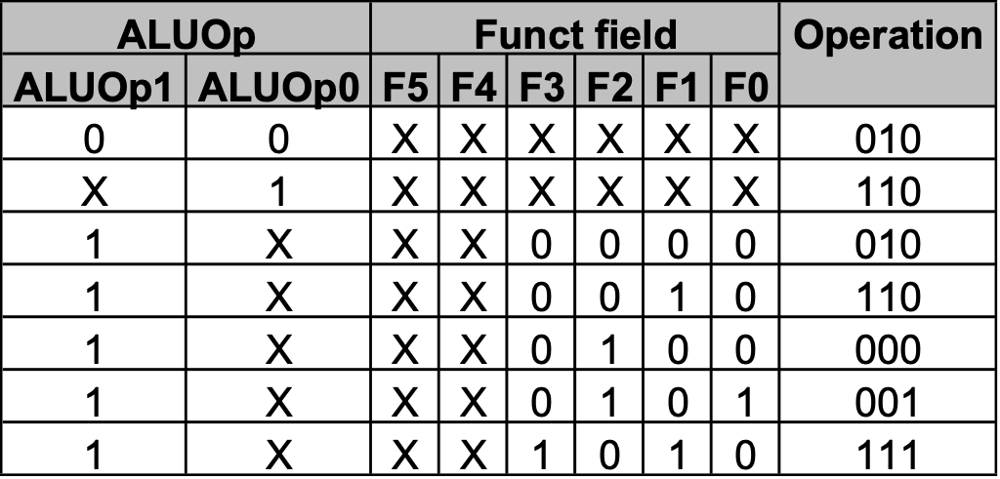 ALUOp Funct field Operation
ALUOp1 ALUOp0 F5 F4 F3 F2 F1 F0
0 0 X X X X X X 010
X 1 X X X X X X 110
1 X X X 0 0 0 0 010
1 X X X 0 0 1 0 110
1 X X X 0 1 0 0 000
1 X X X 0 1 0 1 001
1 X X X 1 0 1 0 111